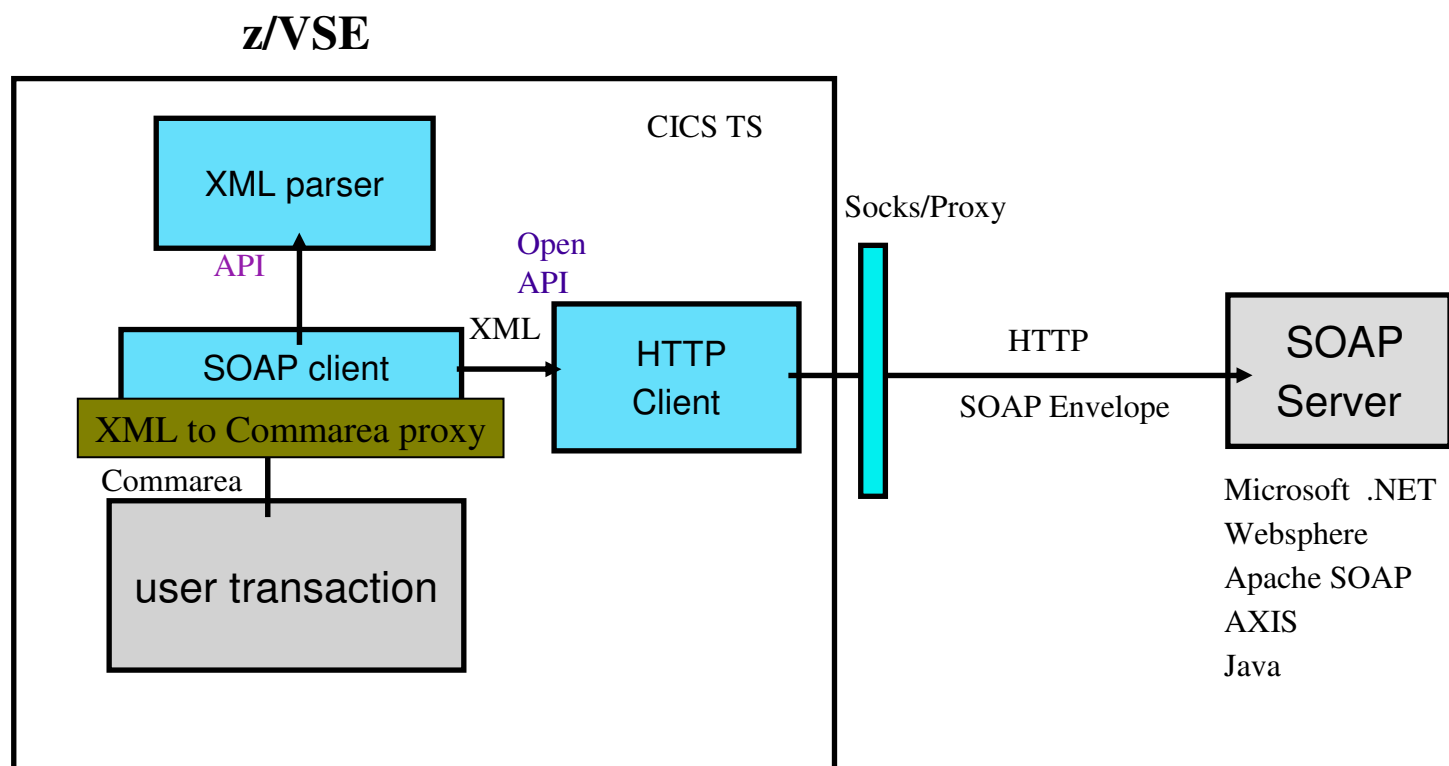 z/VSE
CICS TS
XML parser
Socks/Proxy
API
Open
API
XML
SOAP client
HTTP
Client
HTTP
SOAP Envelope
SOAP
Server
XML to Commarea proxy
Commarea
user transaction
Microsoft .NET
Websphere
Apache SOAP
AXIS
Java